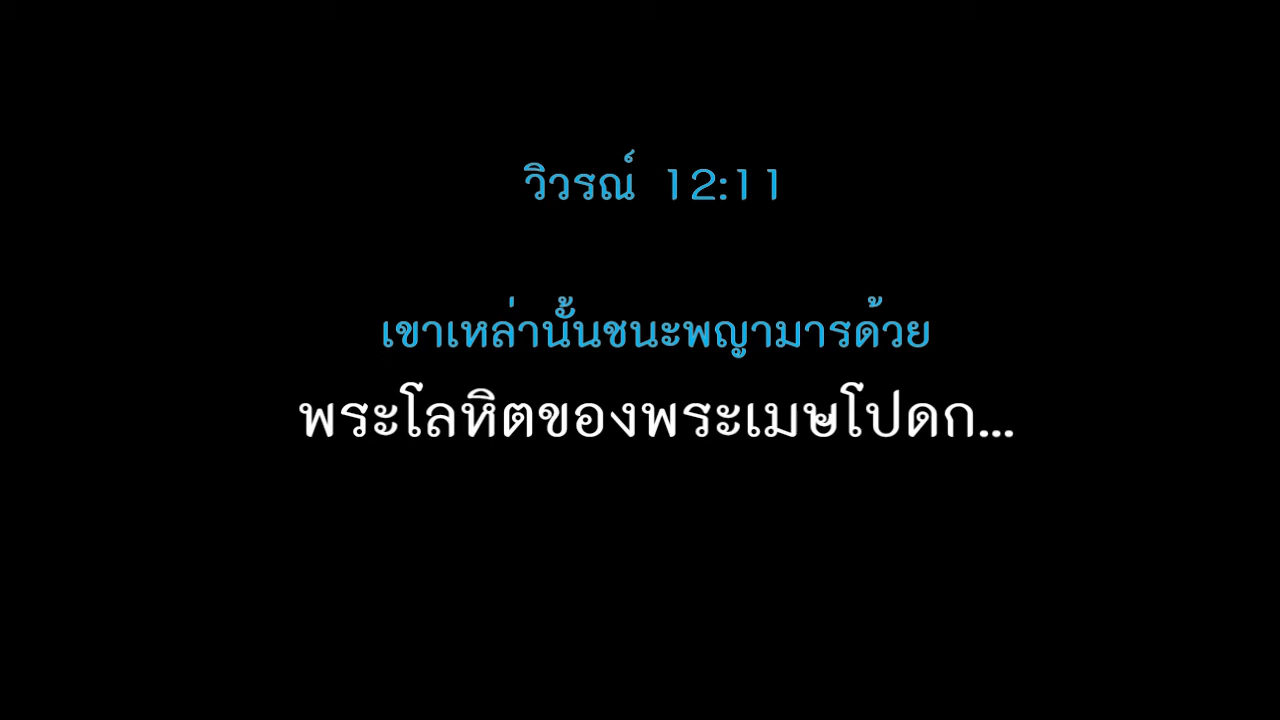 วิวรณ์ 12:11
เขาเหล่านั้นชนะพญามารด้วย
พระโลหิตของพระเมษโปดก...